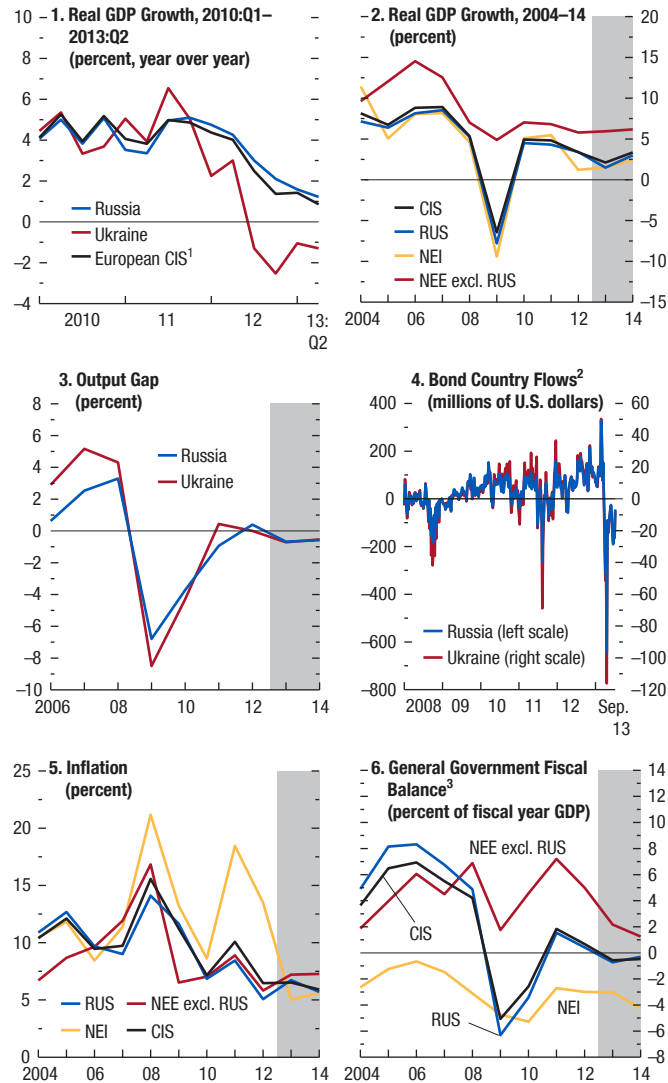 1. Real GDP Growth, 2010:Q1–
2013:Q2
(percent, year over year)
10
8
6
4
2
0
–2
–4
Russia
Ukraine
European CIS1
2010
11
12
13:
Q2
2. Real GDP Growth, 2004–14
(percent)
20
15
10
5
0
–5
–10
–15
CIS
RUS
NEI
NEE excl. RUS
2004
06
08
10
12
14
3. Output Gap
(percent)
8
6
4
2
0
–2
–4
–6
–8
–10
Russia
Ukraine
2006
08
10
12
14
4. Bond Country Flows2
(millions of U.S. dollars)
400
200
0
–200
–400
–600
–800
60
40
20
0
–20
–40
–60
–80
–100
–120
Russia (left scale)
Ukraine (right scale)
2008
09
10
11
12
Sep.
13
5. Inflation
(percent)
25
20
15
10
5
0
RUS
NEE excl. RUS
NEI
CIS
2004
06
08
10
12
14
6. General Government Fiscal
Balance3
(percent of fiscal year GDP)
14
12
10
8
6
4
2
0
–2
–4
–6
–8
NEE excl. RUS
CIS
NEI
RUS
2004
06
08
10
12
14